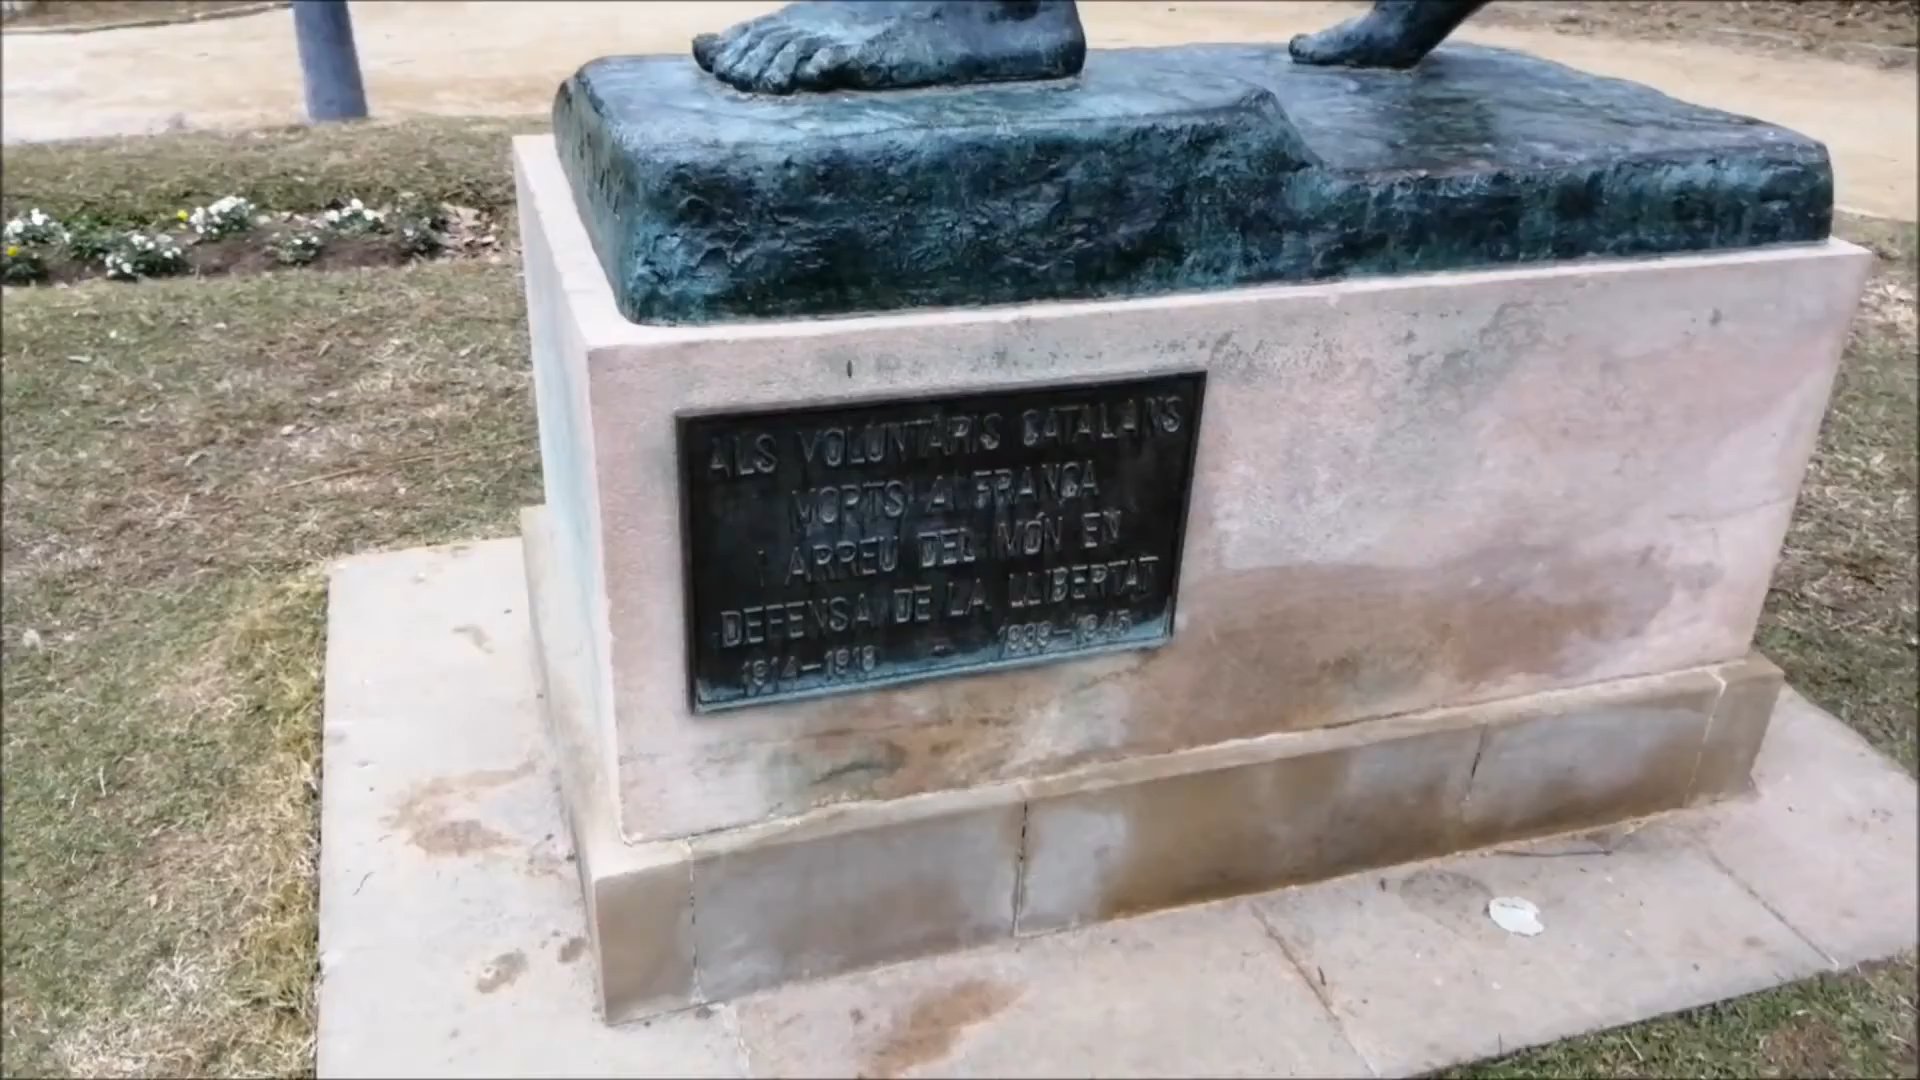 ALS VOLUNTARIS CATALANS
MORTS A FRANÇA
I ARREU DEL MÓN EN
DEFENSA DE LA LLIBERTAT
1914-1918 - 1939-1945